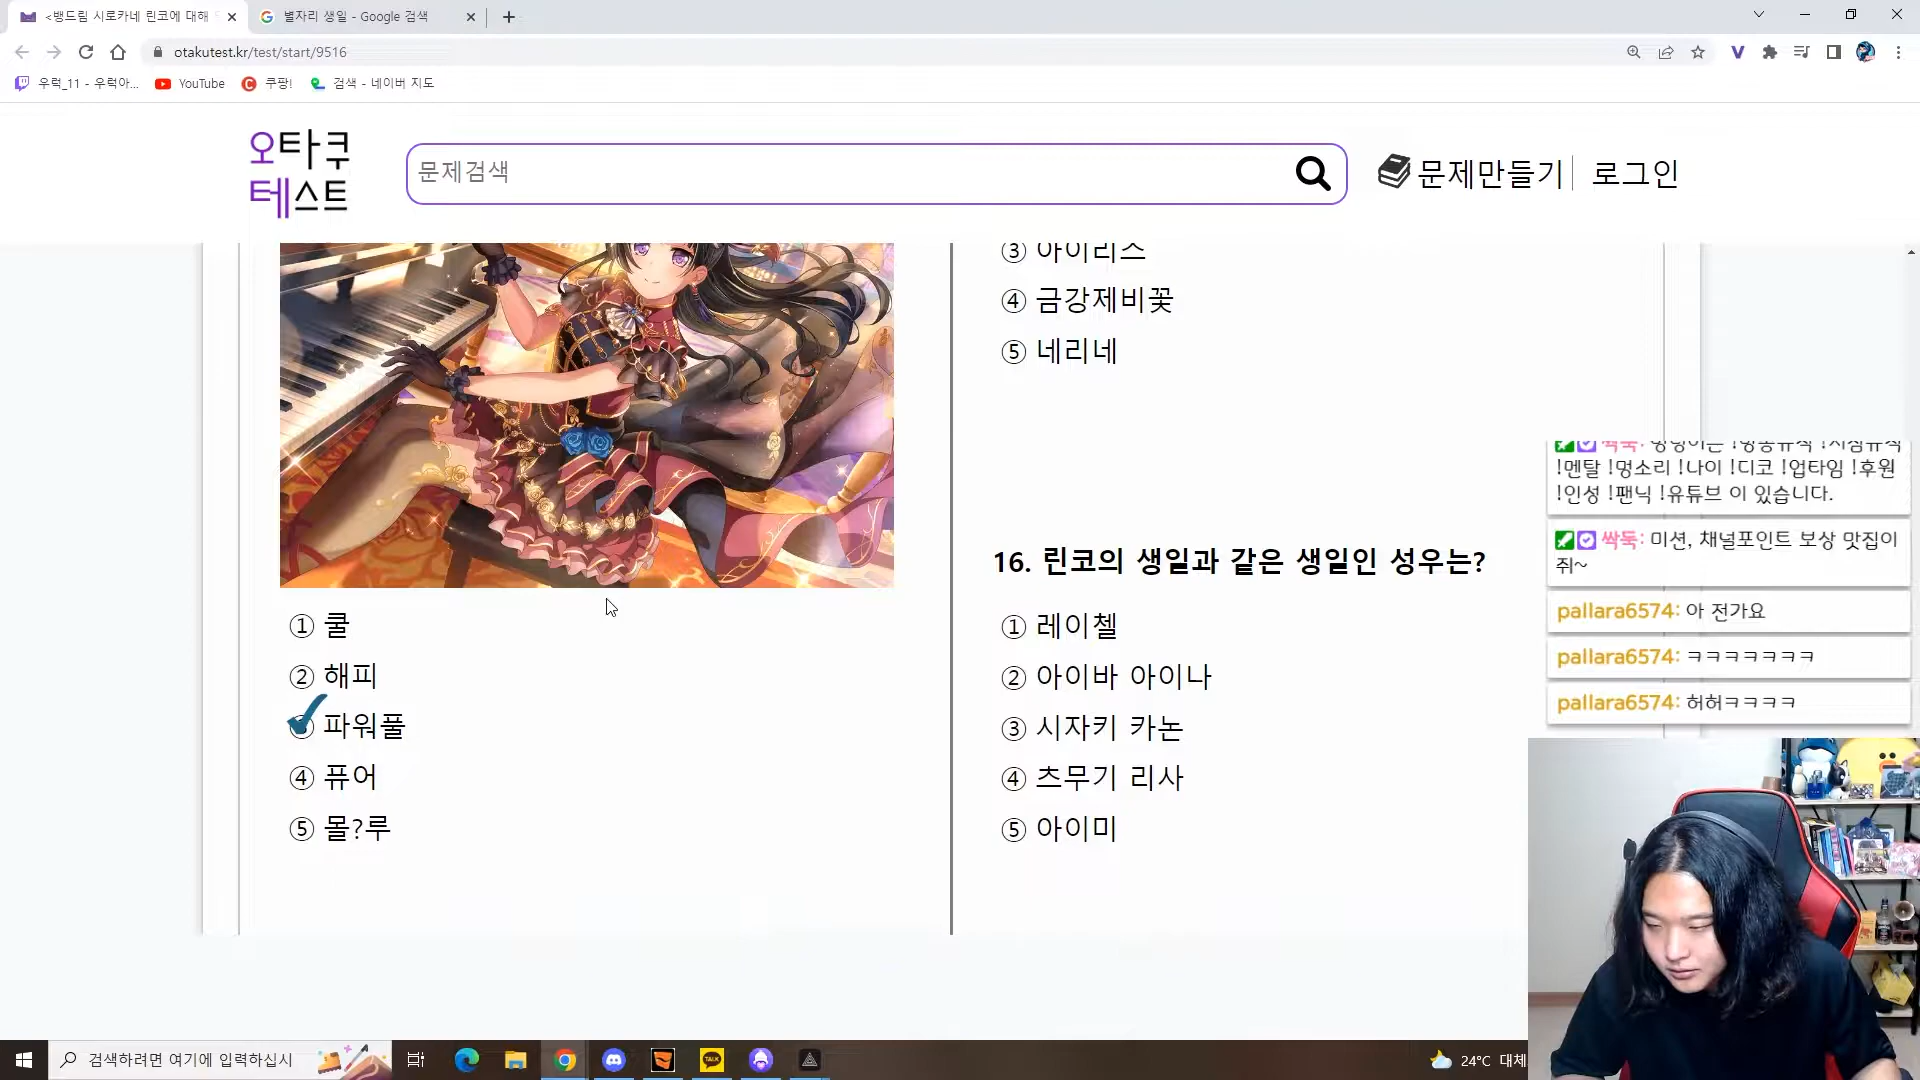 <뱅드림 시로카네 린코에 대해
별자리 생일 - Google 검색
otakutest.kr/test/start/9516
우럭_11 - 우럭아...
YouTube
쿠팡!
검색 - 네이버 지도
오타쿠
테스트
문제검색
문제만들기
로그인
① 쿨
② 해피
파워풀
④ 퓨어
⑤ 몰?루
③ 아이리스
④ 금강제비꽃
⑤ 네리네
16. 린코의 생일과 같은 생일인 성우는?
① 레이첼
② 아이바 아이나
③ 시자키 카논
④ 츠무기 리사
⑤ 아이미
!멘탈 !멍소리 !나이 !디코 !업타임 !후원
!인성 !팬닉 !유튜브 이 있습니다.
싹둑: 미션, 채널포인트 보상 맛집이
쥐~
pallara6574: 아 전가요
pallara6574: ㅋㅋㅋㅋㅋㅋㅋ
pallara6574: 허허ㅋㅋㅋㅋ
검색하려면 여기에 입력하십시
TALK
24°C 대체